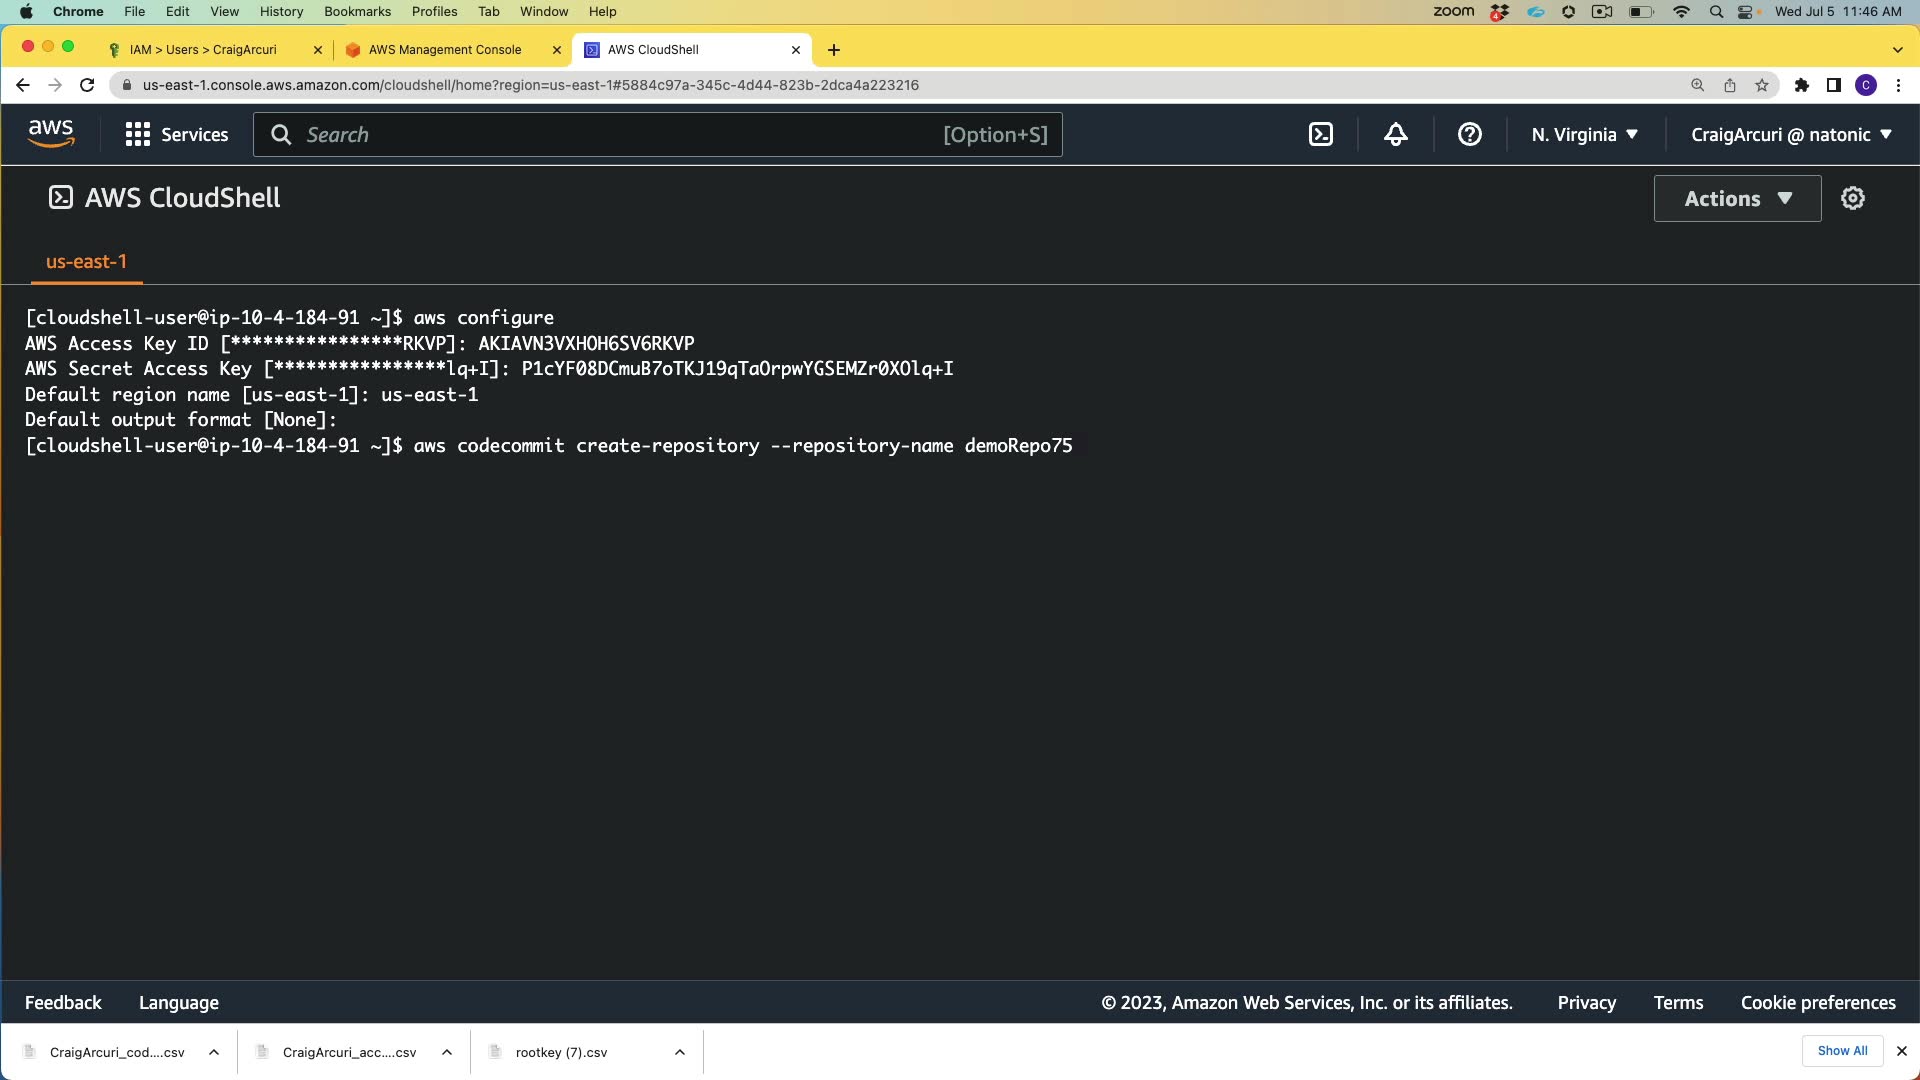 Chrome File Edit View History Bookmarks Profiles Tab Window Help zoom 4 Wed Jul 5 11:46 AM
IAM > Users > CraigArcuri AWS Management Console AWS CloudShell
us-east-1.console.aws.amazon.com/cloudshell/home?region=us-east-1#5884c97a-345c-4d44-823b-2dca4a223216 C
aws Services Search [Option+S] N. Virginia CraigArcuri @ natonic
AWS CloudShell Actions
us-east-1
[cloudshell-user@ip-10-4-184-91 ~]$ aws configure
AWS Access Key ID [****************RKVP]: AKIAVN3VXHOH6SV6RKVP
AWS Secret Access Key [****************lq+I]: 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
Default region name [us-east-1]: us-east-1
Default output format [None]:
[cloudshell-user@ip-10-4-184-91 ~]$ aws codecommit create-repository --repository-name demoRepo75
Feedback Language © 2023, Amazon Web Services, Inc. or its affiliates. Privacy Terms Cookie preferences
CraigArcuri_cod....csv CraigArcuri_acc....csv rootkey (7).csv Show All